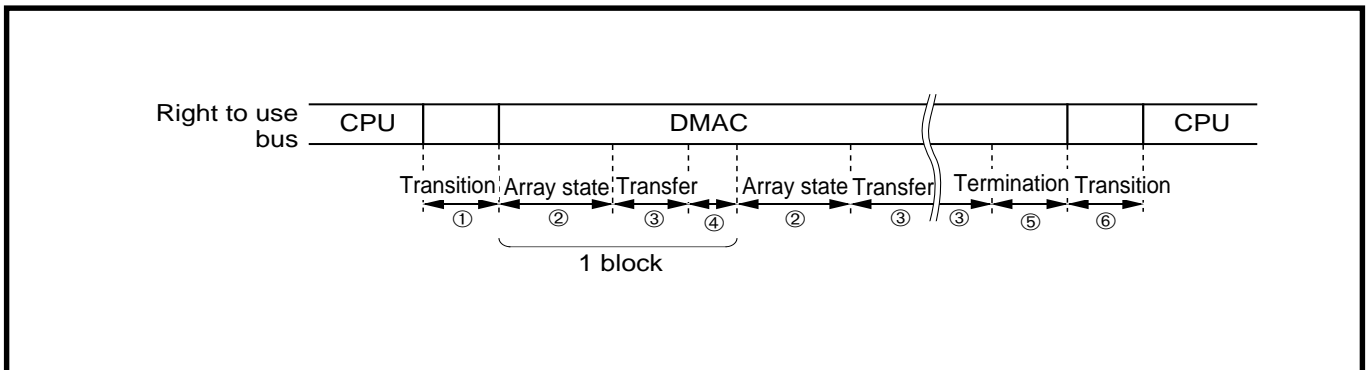 Right to use
bus
CPU
DMAC
CPU
Transition
Array state
Transfer
Array state
Transfer
Termination
Transition
①
②
③
④
②
③
③
⑤
⑥
1 block